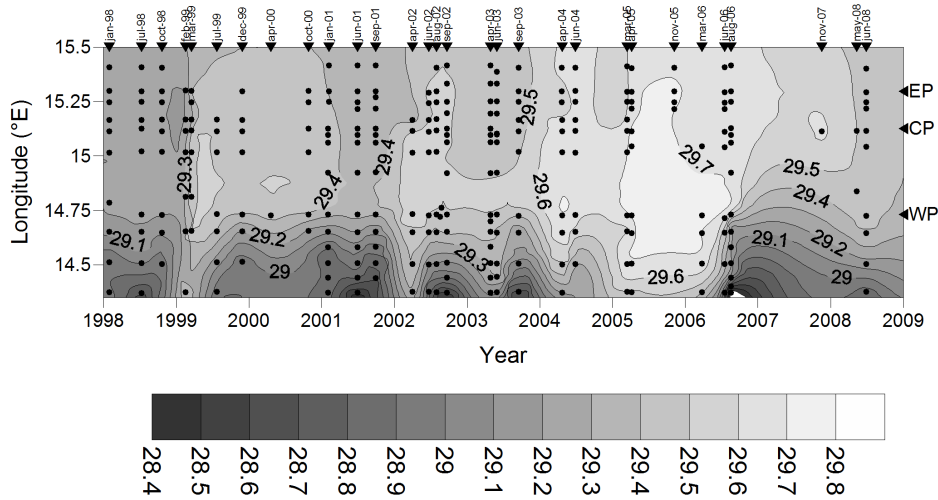 jan-98 jul-98 oct-98 feb-99 mar-99 jul-99 dec-99 apr-00 oct-00 jan-01 jun-01 sep-01 apr-02 jun-02 aug-02 sep-02 apr-03 jun-03 sep-03 apr-04 jun-04 apr-05 nov-05 mar-06 jun-06 aug-06 nov-07 may-08 jun-08
15.5
15.25
15
14.75
14.5
Longitude (°E)
EP
CP
WP
29.5
29.4
29.3
29.4
29.7
29.5
29.6
29.4
29.1
29.2
29
29.3
29.6
29.1
29.2
29
1998 1999 2000 2001 2002 2003 2004 2005 2006 2007 2008 2009
Year
28.4 28.5 28.6 28.7 28.8 28.9 29 29.1 29.2 29.3 29.4 29.5 29.6 29.7 29.8